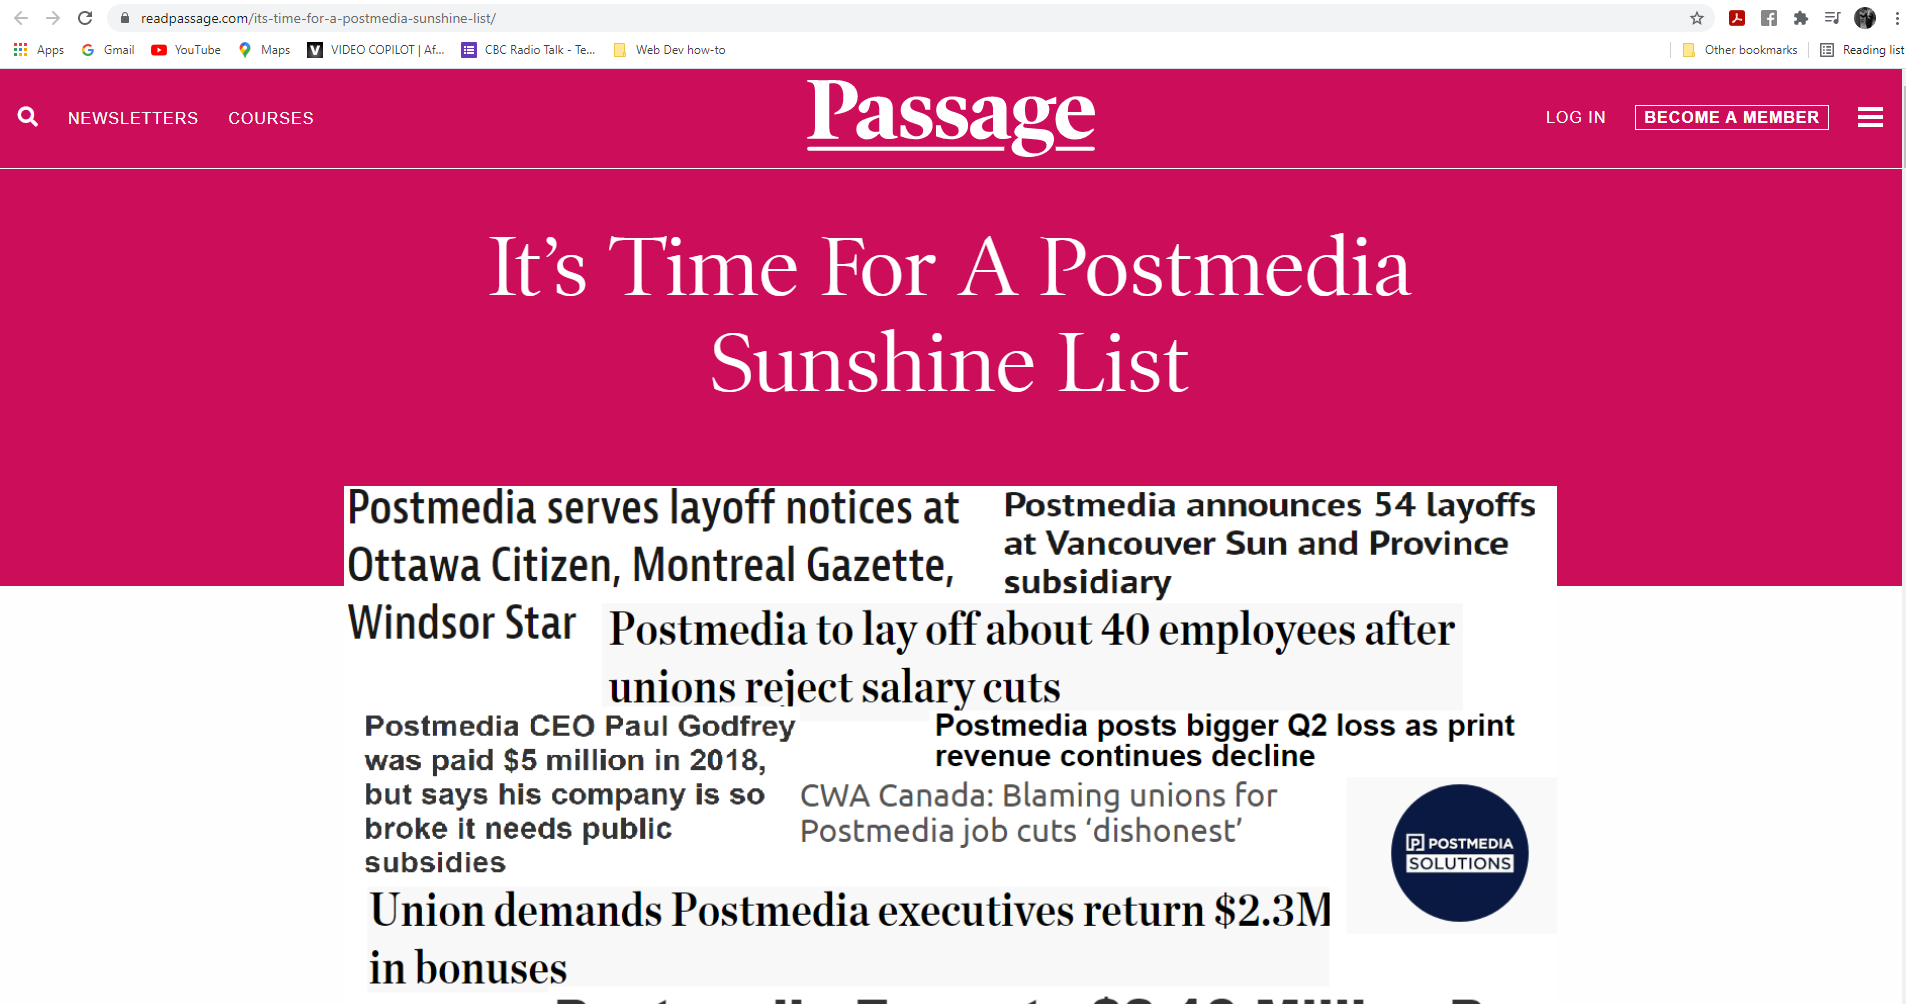 readpassage.com/its-time-for-a-postmedia-sunshine-list/
Apps
Gmail
YouTube
Maps
VIDEO COPILOT | Af...
CBC Radio Talk - Te...
Web Dev how-to
Other bookmarks
Reading list
NEWSLETTERS
COURSES
Passage
LOG IN
BECOME A MEMBER
It's Time For A Postmedia
Sunshine List
Postmedia serves layoff notices at
Ottawa Citizen, Montreal Gazette,
Windsor Star
Postmedia announces 54 layoffs
at Vancouver Sun and Province
subsidiary
Postmedia to lay off about 40 employees after
unions reject salary cuts
Postmedia CEO Paul Godfrey
was paid $5 million in 2018,
but says his company is so
broke it needs public
subsidies
Postmedia posts bigger Q2 loss as print
revenue continues decline
CWA Canada: Blaming unions for
Postmedia job cuts ‘dishonest’
POSTMEDIA
SOLUTIONS
Union demands Postmedia executives return $2.3M
in bonuses